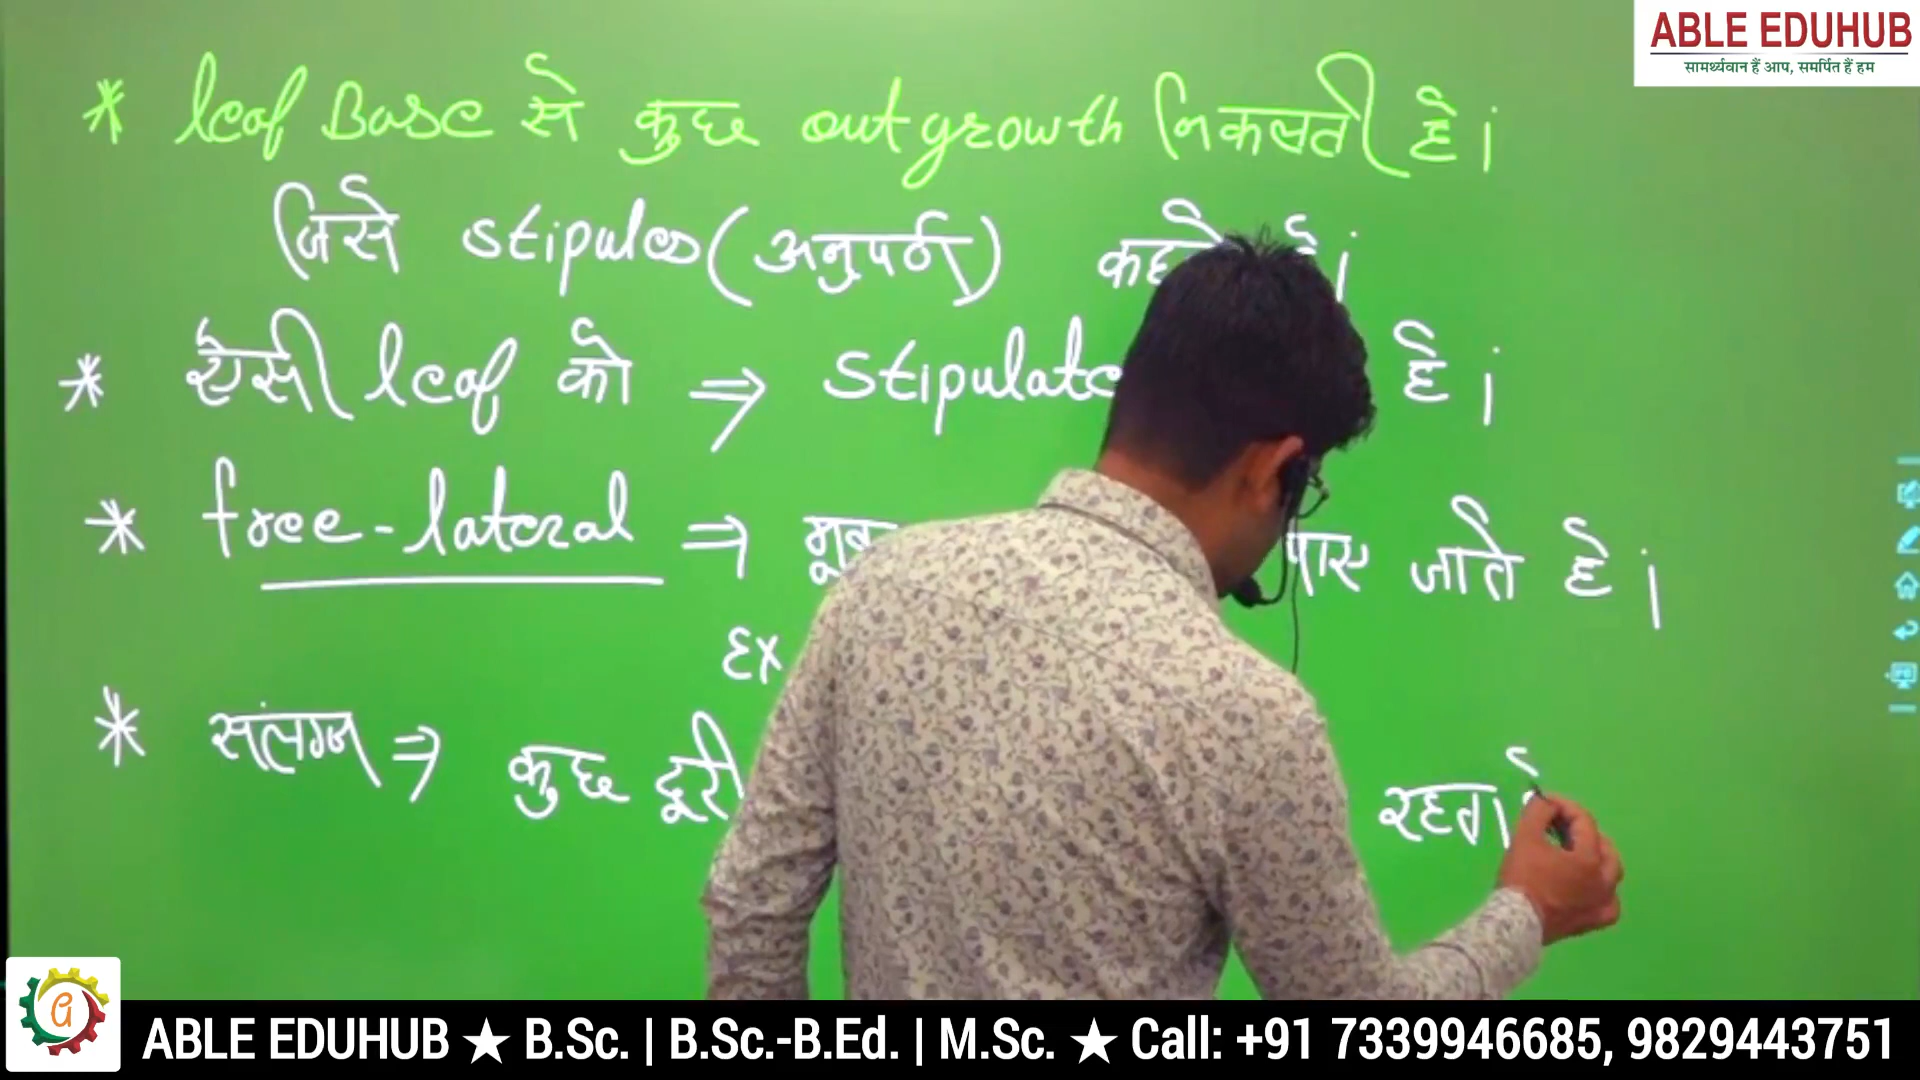 ABLE EDUHUB
सामर्थ्यवान हैं आप, समर्पित हैं हम
* leaf Base से कुछ outgrowth निकलती है।
जिसे stipules (अनुपर्ण) है।
* ऐसी leaf को ⇒ stipulate है।
* free-lateral ⇒ पाए जाते है।
Ex
* संलग्न ⇒ कुछ दूरी रहते
ABLE EDUHUB ★ B.Sc. | B.Sc.-B.Ed. | M.Sc. ★ Call: +91 7339946685, 9829443751